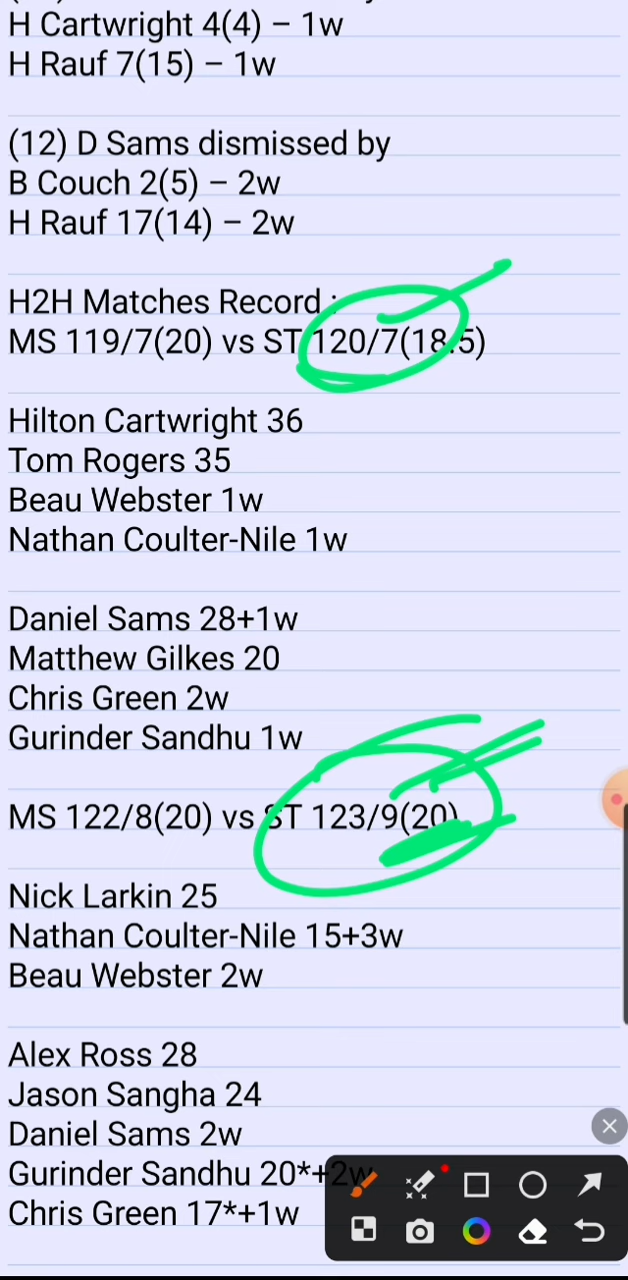 H Cartwright 4(4) – 1w
H Rauf 7(15) – 1w
(12) D Sams dismissed by
B Couch 2(5) – 2w
H Rauf 17(14) – 2w
H2H Matches Record :
MS 119/7(20) vs ST 120/7(18.5)
Hilton Cartwright 36
Tom Rogers 35
Beau Webster 1w
Nathan Coulter-Nile 1w
Daniel Sams 28+1w
Matthew Gilkes 20
Chris Green 2w
Gurinder Sandhu 1w
MS 122/8(20) vs ST 123/9(20)
Nick Larkin 25
Nathan Coulter-Nile 15+3w
Beau Webster 2w
Alex Ross 28
Jason Sangha 24
Daniel Sams 2w
Gurinder Sandhu 20*+2w
Chris Green 17*+1w